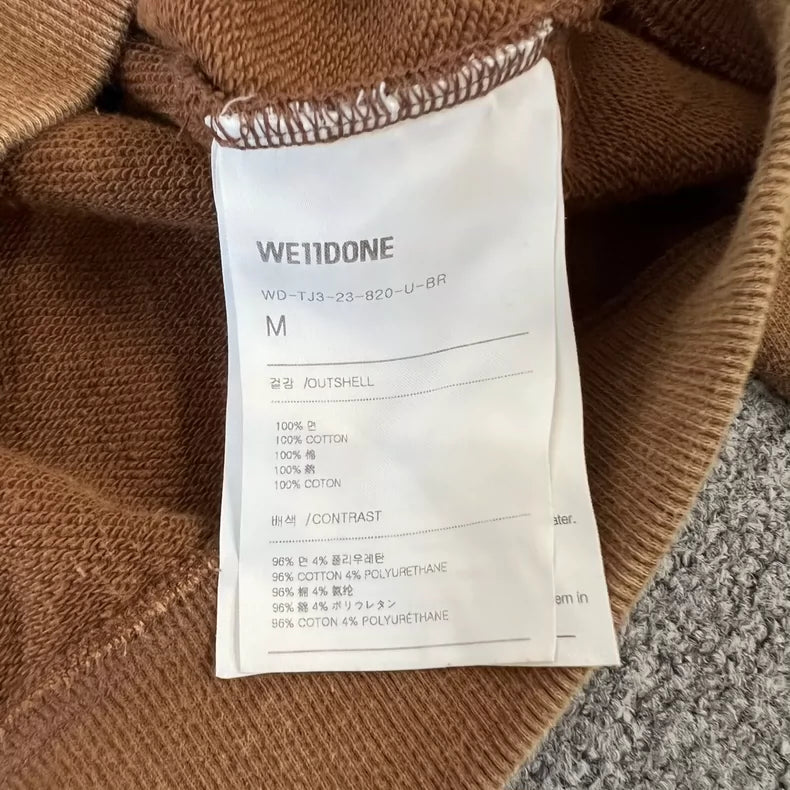 WE11DONE
WD-TJ3-23-820-U-BR
M
겉감 /OUTSHELL
100% 면
100% COTTON
100% 棉
100% 綿
100% COTON
배색 /CONTRAST
96% 면 4% 폴리우레탄
96% COTTON 4% POLYURETHANE
96% 棉 4% 氨纶
96% 綿 4% ポリウレタン
96% COTON 4% POLYURÉTHANE
ater.
em in